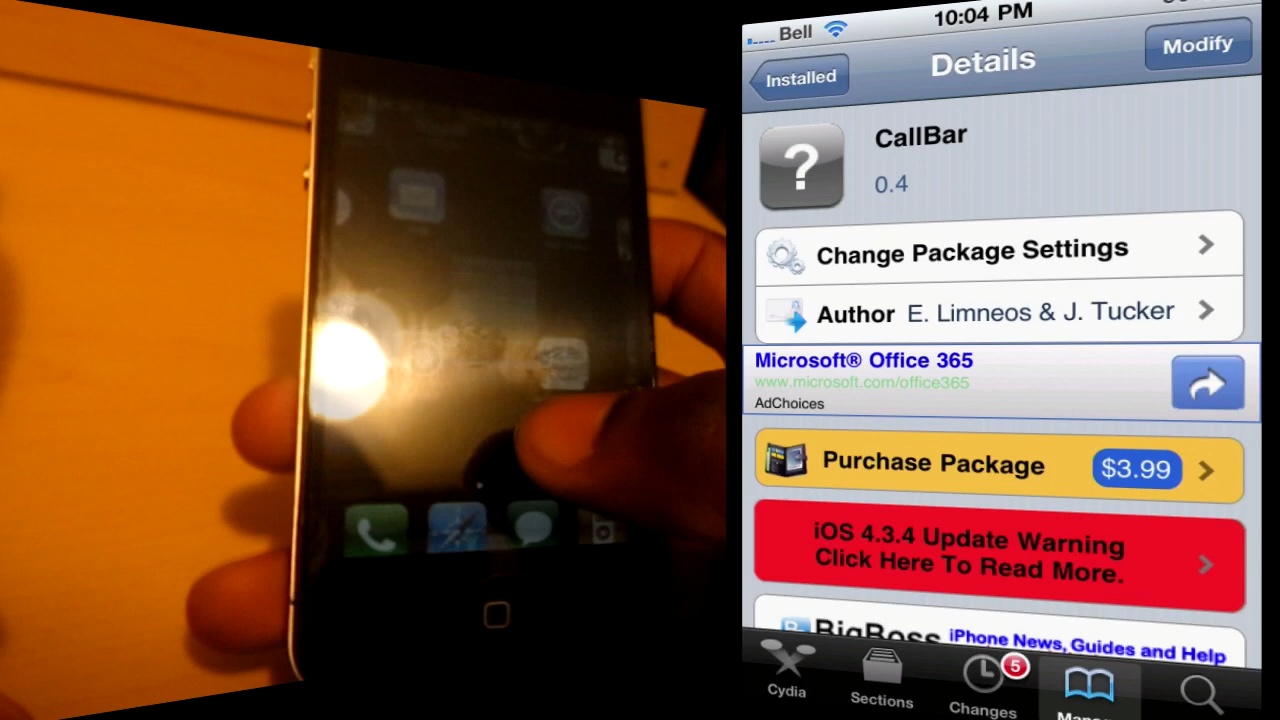 Bell
10:04 PM
Installed
Details
Modify
?
CallBar
0.4
Change Package Settings
Author E. Limneos & J. Tucker
Microsoft® Office 365
www.microsoft.com/office365
AdChoices
Purchase Package $3.99
iOS 4.3.4 Update Warning
Click Here To Read More.
BigBoss iPhone News, Guides and Help
Cydia
Sections
Changes
5